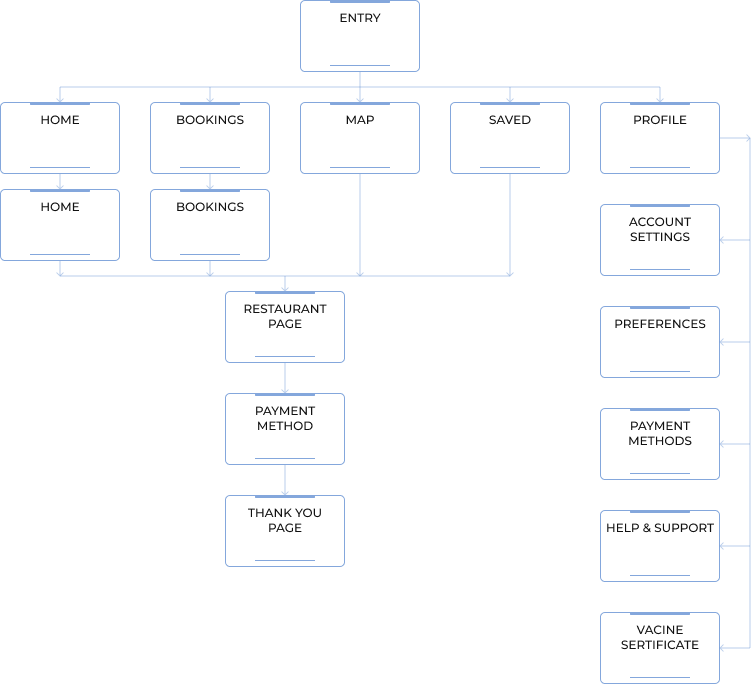 ENTRY
HOME
BOOKINGS
MAP
SAVED
PROFILE
HOME
BOOKINGS
ACCOUNT
SETTINGS
RESTAURANT
PAGE
PREFERENCES
PAYMENT
METHOD
PAYMENT
METHODS
THANK YOU
PAGE
HELP & SUPPORT
VACINE
SERTIFICATE